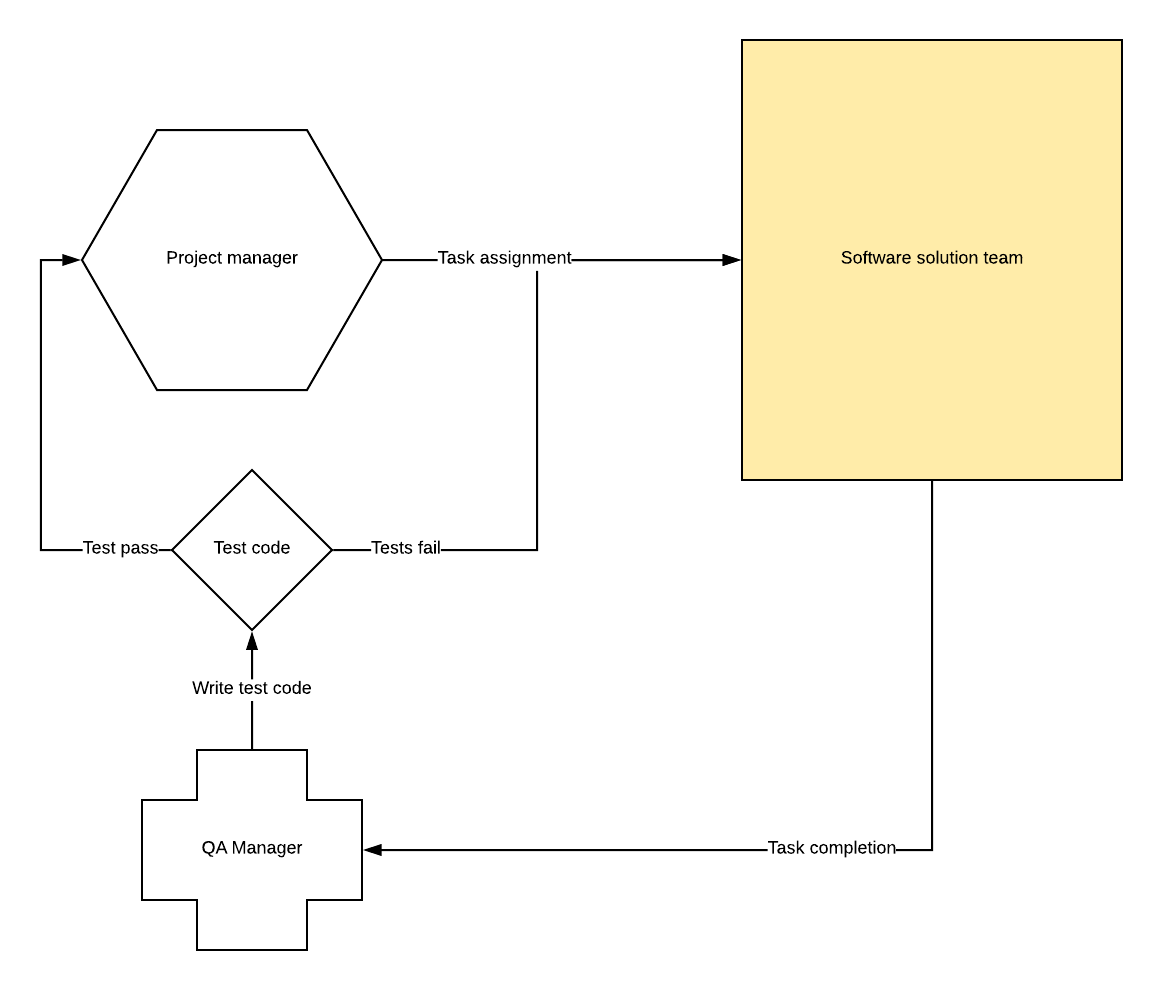 Project manager
Task assignment
Software solution team
Test pass
Test code
Tests fail
Write test code
QA Manager
Task completion